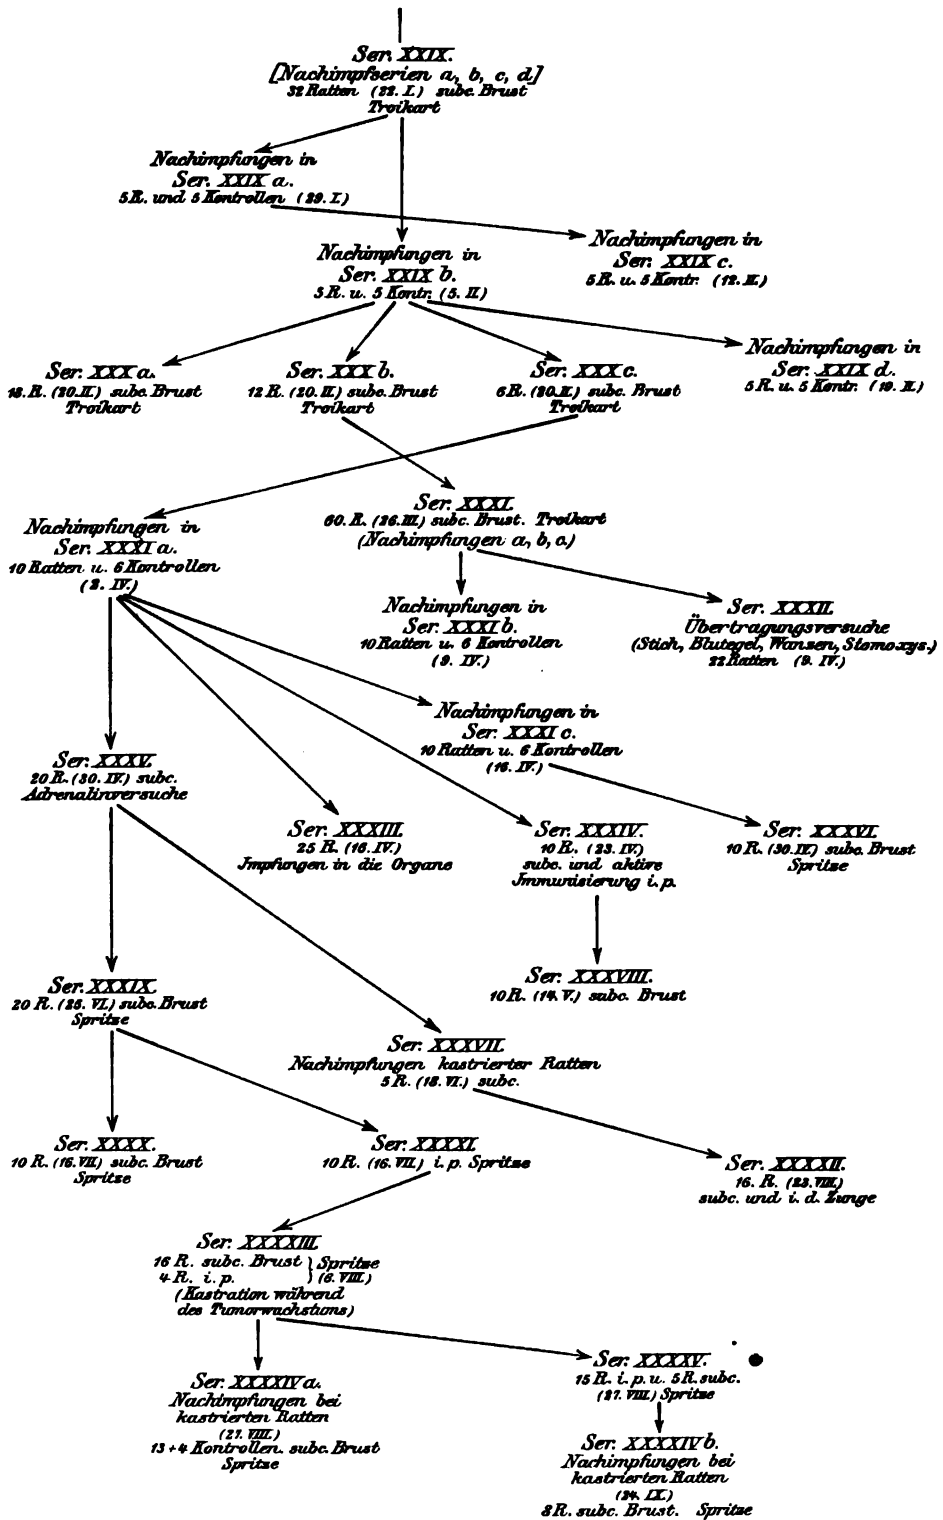 Ser. XXIX.
[Nachimpfserien a, b, c, d]
32 Ratten (22. I.) subc. Brust
Troikart
Nachimpfungen in
Ser. XXIX a.
5 R. und 5 Kontrollen (29. I.)
Nachimpfungen in
Ser. XXIX c.
5 R. u. 5 Kontr. (12. II.)
Nachimpfungen in
Ser. XXIX b.
5 R. u. 5 Kontr. (5. II)
Ser. XXX a.
18. R. (20. II.) subc. Brust
Troikart
Ser. XXX b.
12 R. (20. II.) subc. Brust
Troikart
Ser. XXX c.
6 R. (20. II.) subc. Brust
Troikart
Nachimpfungen in
Ser. XXIX d.
5 R. u. 5 Kontr. (19. II.)
Ser. XXXI.
60. R. (26. III.) subc. Brust. Troikart
(Nachimpfungen a, b, c.)
Nachimpfungen in
Ser. XXXI a.
10 Ratten u. 6 Kontrollen
(2. IV.)
Nachimpfungen in
Ser. XXXI b.
10 Ratten u. 6 Kontrollen
(9. IV.)
Ser. XXXII.
Übertragungsversuche
(Stich, Blutegel, Wanzen, Stomoxys.)
22 Ratten (9. IV.)
Nachimpfungen in
Ser. XXXI c.
10 Ratten u. 6 Kontrollen
(16. IV.)
Ser. XXXV.
20 R. (30. IV.) subc.
Adrenalinversuche
Ser. XXXIII.
25 R. (16. IV.)
Impfungen in die Organe
Ser. XXXIV.
10 R. (23. IV.)
subc. und aktive
Immunisierung i. p.
Ser. XXXVI.
10 R. (30. IV.) subc. Brust
Spritze
Ser. XXXVIII.
10 R. (14. V.) subc. Brust
Ser. XXXIX.
20 R. (25. VI.) subc. Brust
Spritze
Ser. XXXVII.
Nachimpfungen kastrierter Ratten
5 R. (18. VI.) subc.
Ser. XXXX.
10 R. (16. VII.) subc. Brust
Spritze
Ser. XXXXI.
10 R. (16. VII.) i. p. Spritze
Ser. XXXXII.
16. R. (23. VIII.)
subc. und i. d. Zunge
Ser. XXXXIII.
16 R. subc. Brust } Spritze
4 R. i. p. } (6. VIII.)
(Kastration während
des Tumorwachstums)
Ser. XXXXIV a.
Nachimpfungen bei
kastrierten Ratten
(27. VIII.)
13 + 4 Kontrollen. subc. Brust
Spritze
Ser. XXXXV.
15 R. i. p. u. 5 R. subc.
(27. VIII.) Spritze
Ser. XXXXIV b.
Nachimpfungen bei
kastrierten Ratten
(24. IX.)
8 R. subc. Brust. Spritze